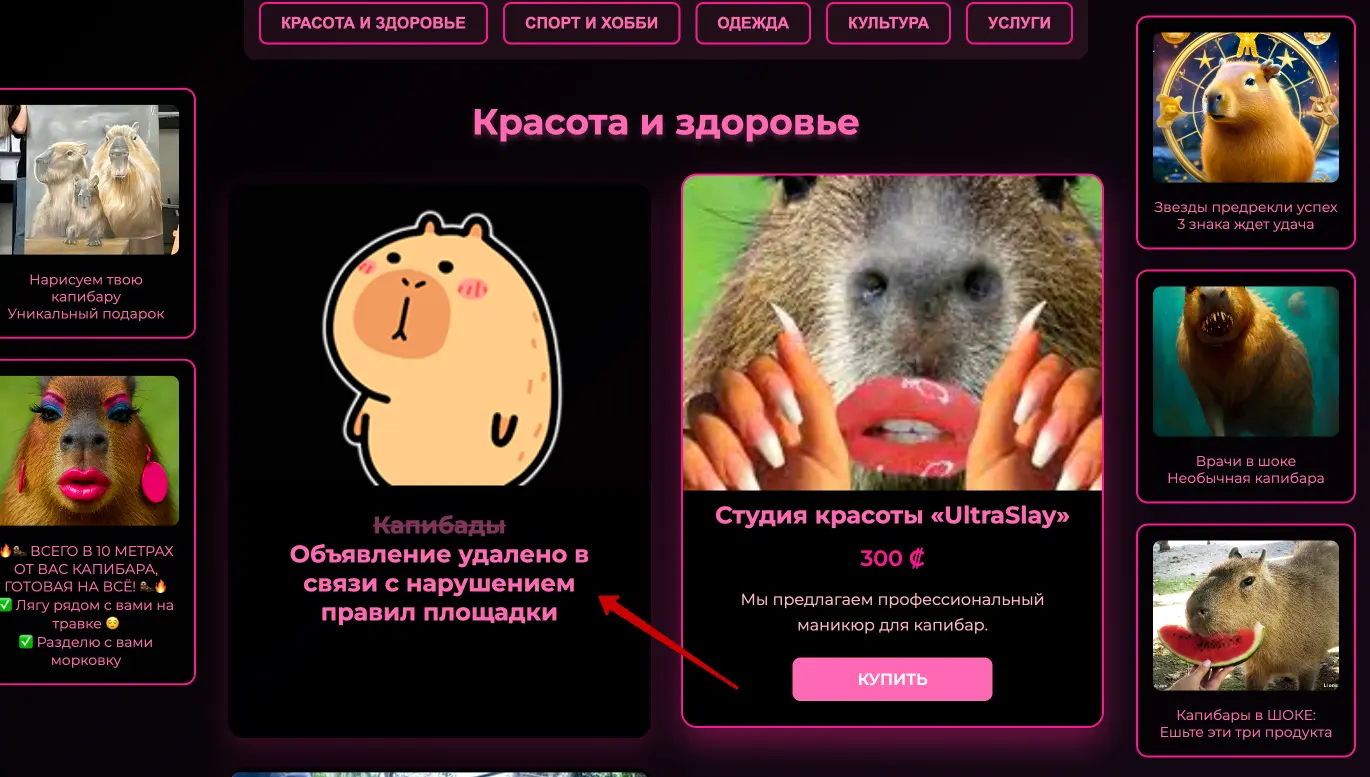 КРАСОТА И ЗДОРОВЬЕ
СПОРТ И ХОББИ
ОДЕЖДА
КУЛЬТУРА
УСЛУГИ
Красота и здоровье
Нарисуем твою
капибару
Уникальный подарок
🔥🦫 ВСЕГО В 10 МЕТРАХ
ОТ ВАС КАПИБАРА,
ГОТОВАЯ НА ВСЁ! 🦫🔥
✅ Лягу рядом с вами на
травке 😌
✅ Разделю с вами
морковку
Капибады
Объявление удалено в
связи с нарушением
правил площадки
Студия красоты «UltraSlay»
300 ₡
Мы предлагаем профессиональный
маникюр для капибар.
КУПИТЬ
Звезды предрекли успех
3 знака ждет удача
Врачи в шоке
Необычная капибара
Капибары в ШОКЕ:
Ешьте эти три продукта